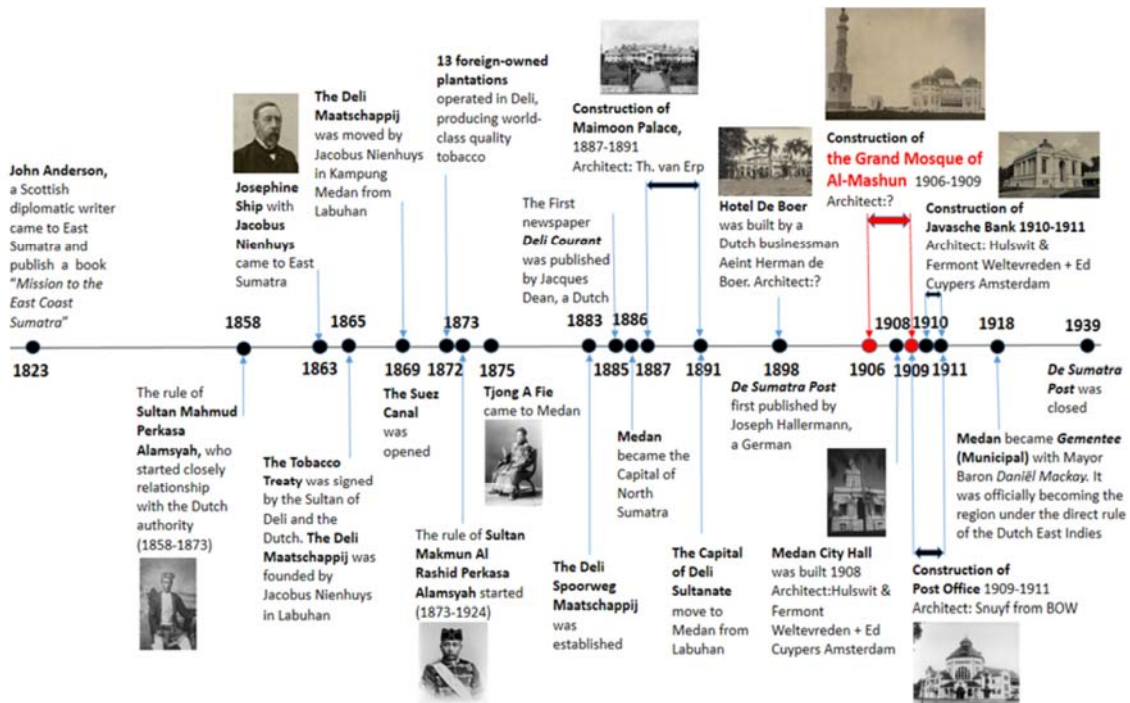 John Anderson,
a Scottish
diplomatic writer
came to East
Sumatra and
publish a book
“Mission to the
East Coast
Sumatra”
Josephine
Ship with
Jacobus
Nienhuys
came to East
Sumatra
The Deli
Maatschappij
was moved by
Jacobus Nienhuys
in Kampung
Medan from
Labuhan
13 foreign-owned
plantations
operated in Deli,
producing world-
class quality
tobacco
The First
newspaper
Deli Courant
was published
by Jacques
Dean, a Dutch
Construction of
Maimoon Palace,
1887-1891
Architect: Th. van Erp
Hotel De Boer
was built by a
Dutch businessman
Aeint Herman de
Boer. Architect:?
Construction of
the Grand Mosque of
Al-Mashun 1906-1909
Architect:?
Construction of
Javasche Bank 1910-1911
Architect: Hulswit &
Fermont Weltevreden + Ed
Cuypers Amsterdam
1858
1865
1873
1883
1886
1908
1910
1918
1939
1823
1863
1869
1872
1875
1885
1887
1891
1898
1906
1909
1911
The rule of
Sultan Mahmud
Perkasa
Alamsyah, who
started closely
relationship
with the Dutch
authority
(1858-1873)
The Tobacco
Treaty was signed
by the Sultan of
Deli and the
Dutch. The Deli
Maatschappij was
founded by
Jacobus Nienhuys
in Labuhan
The Suez
Canal
was
opened
The rule of Sultan
Makmun Al
Rashid Perkasa
Alamsyah started
(1873-1924)
Tjong A Fie
came to Medan
The Deli
Spoorweg
Maatschappij
was
established
Medan
became the
Capital of
North
Sumatra
The Capital
of Deli
Sultanate
move to
Medan from
Labuhan
De Sumatra Post
first published by
Joseph Hallermann,
a German
Medan City Hall
was built 1908
Architect:Hulswit &
Fermont
Weltevreden + Ed
Cuypers Amsterdam
Construction of
Post Office 1909-1911
Architect: Snuyf from BOW
Medan became Gementee
(Municipal) with Mayor
Baron Daniël Mackay. It
was officially becoming the
region under the direct rule
of the Dutch East Indies
De Sumatra
Post was
closed